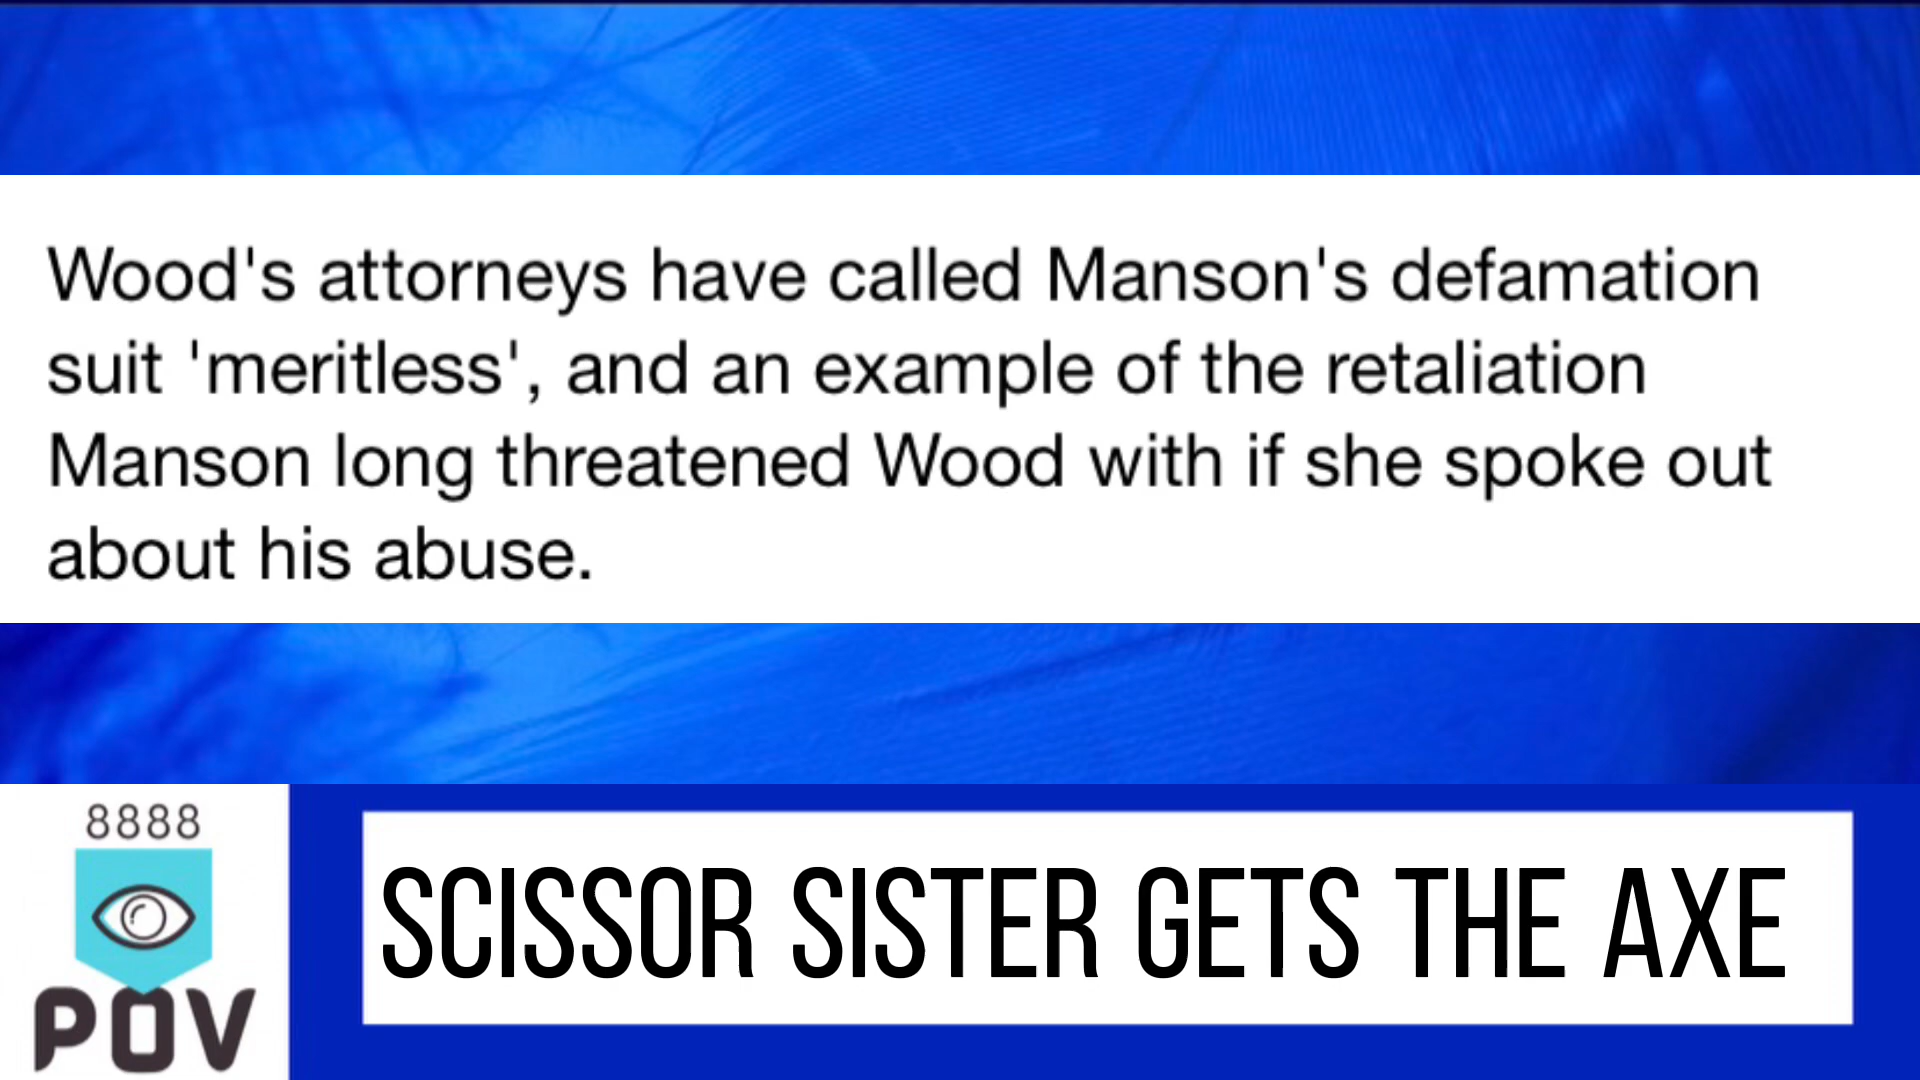 Wood's attorneys have called Manson's defamation
suit 'meritless', and an example of the retaliation
Manson long threatened Wood with if she spoke out
about his abuse.
8888
POV
SCISSOR SISTER GETS THE AXE